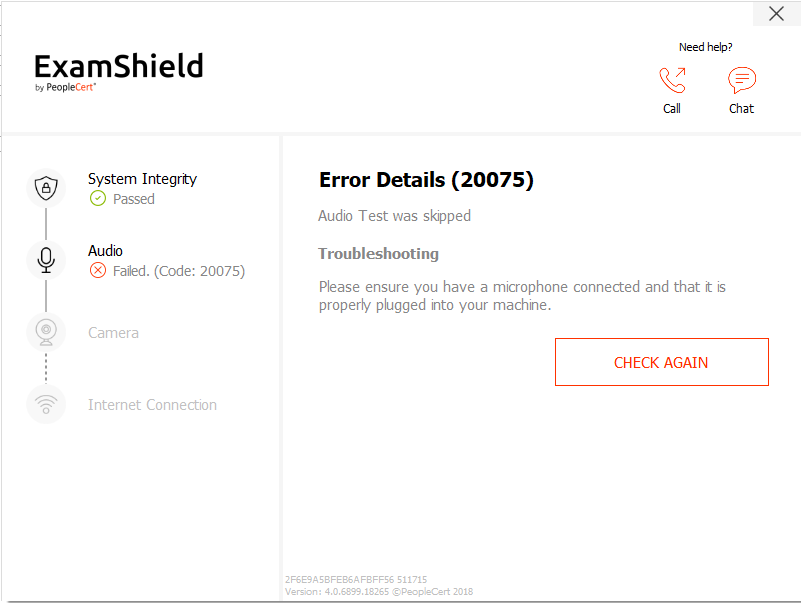 Need help?
ExamShield
by PeopleCert
Call
Chat
System Integrity
Passed
Audio
Failed. (Code: 20075)
Camera
Internet Connection
Error Details (20075)
Audio Test was skipped
Troubleshooting
Please ensure you have a microphone connected and that it is
properly plugged into your machine.
CHECK AGAIN
2F6E9A5BFEB6AFBFF56 511715
Version: 4.0.6899.18265 ©PeopleCert 2018